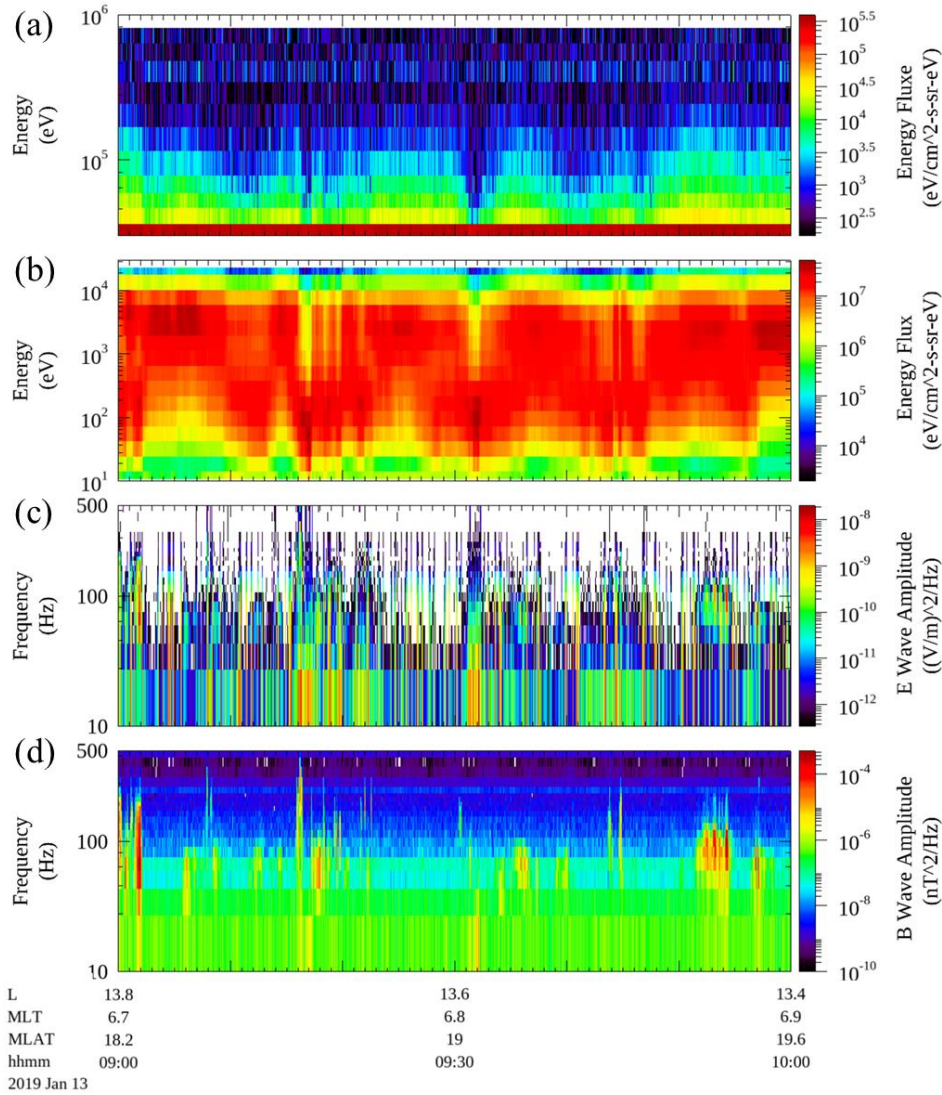 (a)
10^6
10^5
Energy
(eV)
10^5.5
10^5
10^4.5
10^4
10^3.5
10^3
10^2.5
Energy Fluxe
(eV/cm^2-s-sr-eV)
(b)
10^4
10^3
10^2
10^1
Energy
(eV)
10^7
10^6
10^5
10^4
Energy Flux
(eV/cm^2-s-sr-eV)
(c)
500
100
10
Frequency
(Hz)
10^-8
10^-9
10^-10
10^-11
10^-12
E Wave Amplitude
((V/m)^2/Hz)
(d)
500
100
10
Frequency
(Hz)
10^-4
10^-6
10^-8
10^-10
B Wave Amplitude
(nT^2/Hz)
L 13.8 13.6 13.4
MLT 6.7 6.8 6.9
MLAT 18.2 19 19.6
hhmm 09:00 09:30 10:00
2019 Jan 13